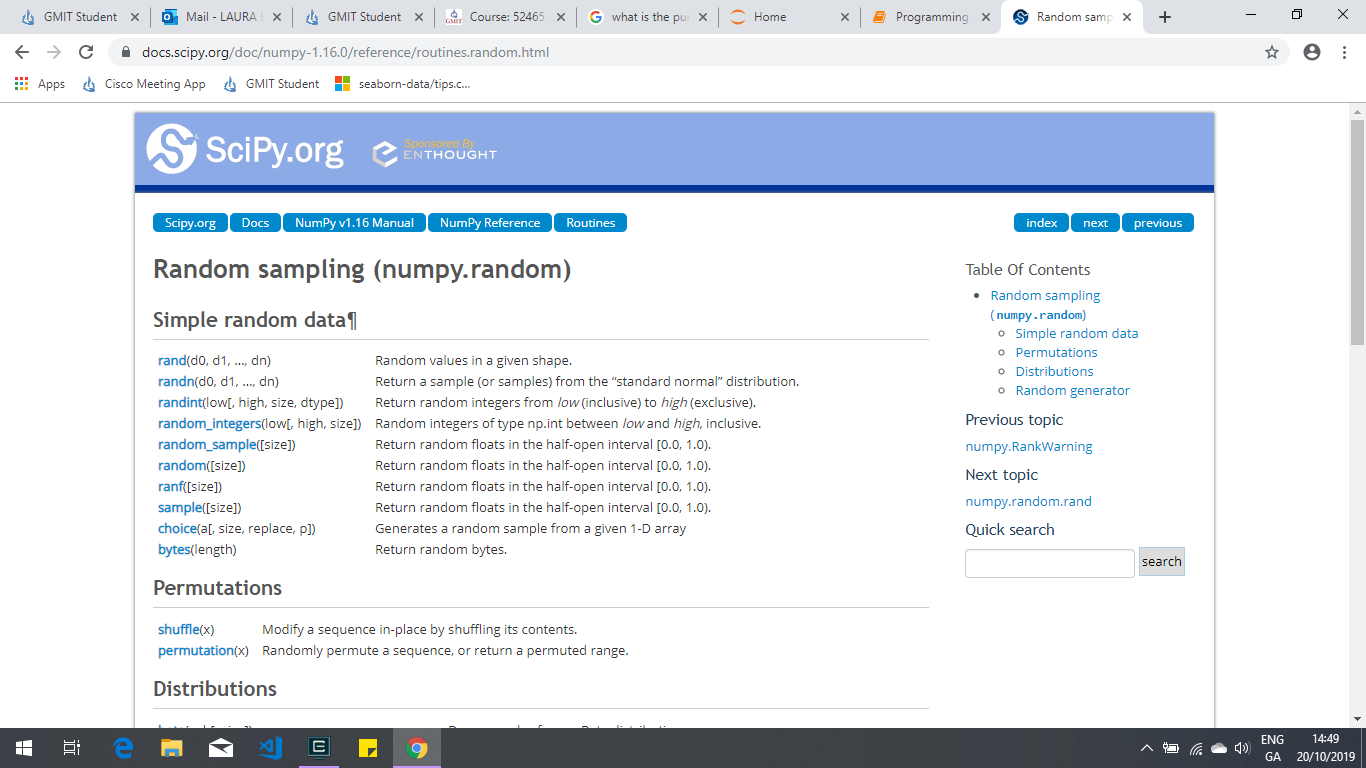 GMIT Student
Mail - LAURA
GMIT Student
Course: 52465
what is the pur
Home
Programming
Random samp
docs.scipy.org/doc/numpy-1.16.0/reference/routines.random.html
Apps
Cisco Meeting App
GMIT Student
seaborn-data/tips.c...
SciPy.org
Sponsored By
ENTHOUGHT
Scipy.org
Docs
NumPy v1.16 Manual
NumPy Reference
Routines
index
next
previous
Random sampling (numpy.random)
Simple random data¶
rand(d0, d1, ..., dn) Random values in a given shape.
randn(d0, d1, ..., dn) Return a sample (or samples) from the “standard normal” distribution.
randint(low[, high, size, dtype]) Return random integers from low (inclusive) to high (exclusive).
random_integers(low[, high, size]) Random integers of type np.int between low and high, inclusive.
random_sample([size]) Return random floats in the half-open interval [0.0, 1.0).
random([size]) Return random floats in the half-open interval [0.0, 1.0).
ranf([size]) Return random floats in the half-open interval [0.0, 1.0).
sample([size]) Return random floats in the half-open interval [0.0, 1.0).
choice(a[, size, replace, p]) Generates a random sample from a given 1-D array
bytes(length) Return random bytes.
Permutations
shuffle(x) Modify a sequence in-place by shuffling its contents.
permutation(x) Randomly permute a sequence, or return a permuted range.
Distributions
Table Of Contents
Random sampling
(numpy.random)
Simple random data
Permutations
Distributions
Random generator
Previous topic
numpy.RankWarning
Next topic
numpy.random.rand
Quick search
search
ENG
GA
14:49
20/10/2019